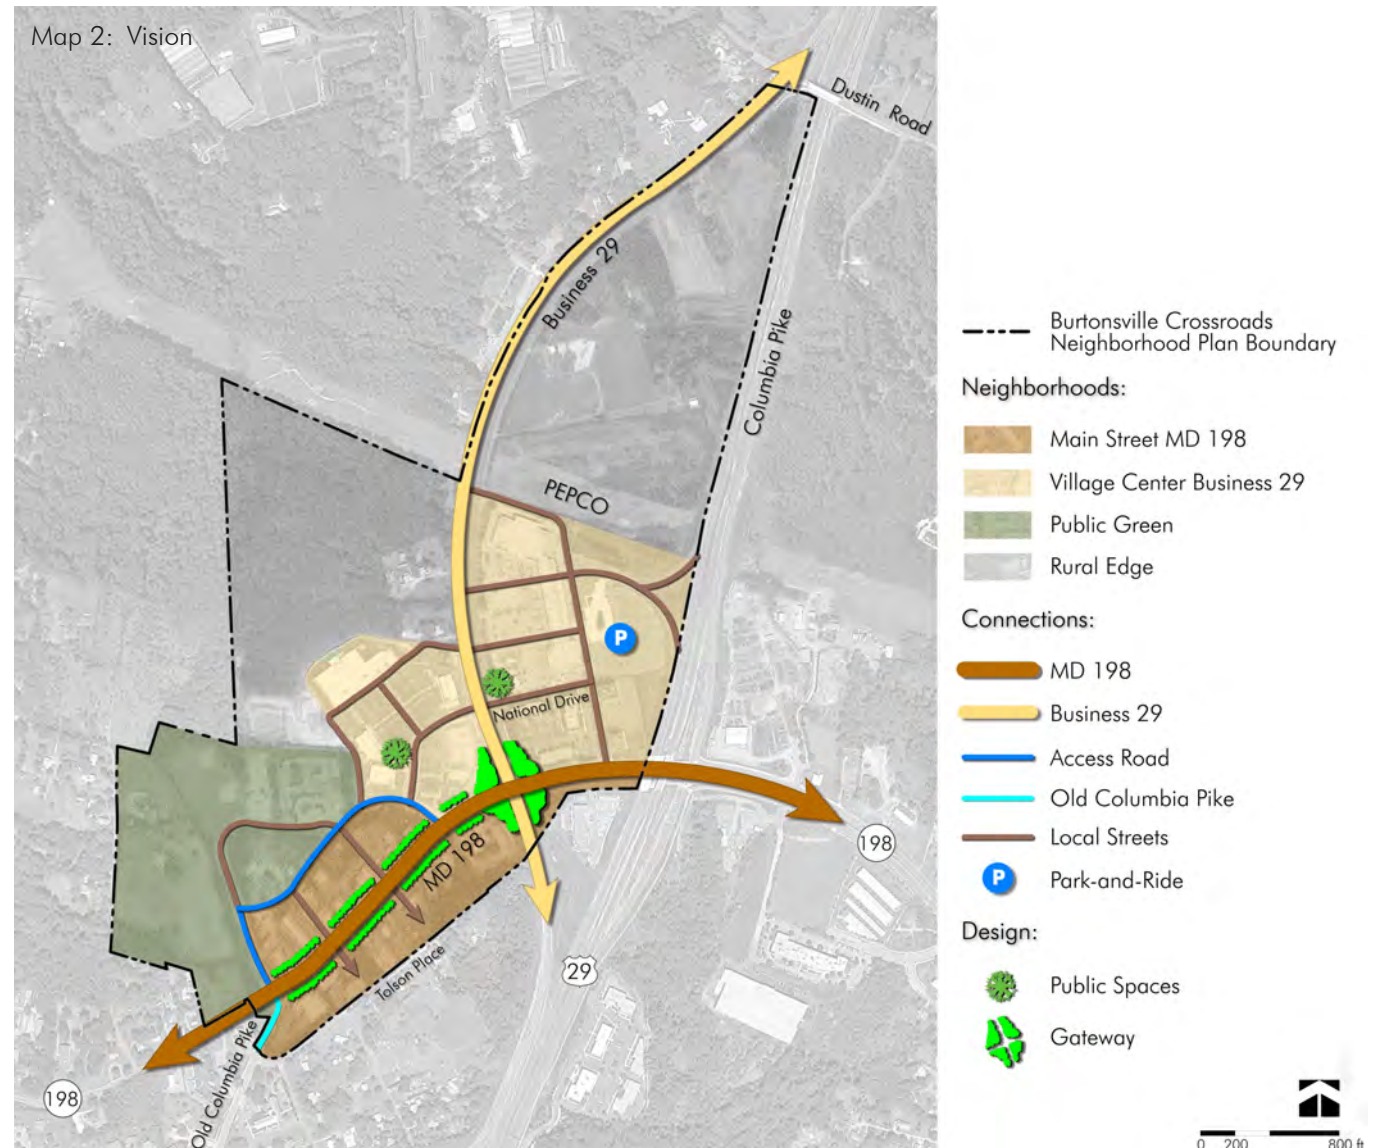 Map 2: Vision
Dustin Road
Business 29
Columbia Pike
PEPCO
P
National Drive
MD 198
198
Tolson Place
29
Old Columbia Pike
198
Burtonsville Crossroads
Neighborhood Plan Boundary
Neighborhoods:
Main Street MD 198
Village Center Business 29
Public Green
Rural Edge
Connections:
MD 198
Business 29
Access Road
Old Columbia Pike
Local Streets
P Park-and-Ride
Design:
Public Spaces
Gateway
0 200 800 ft